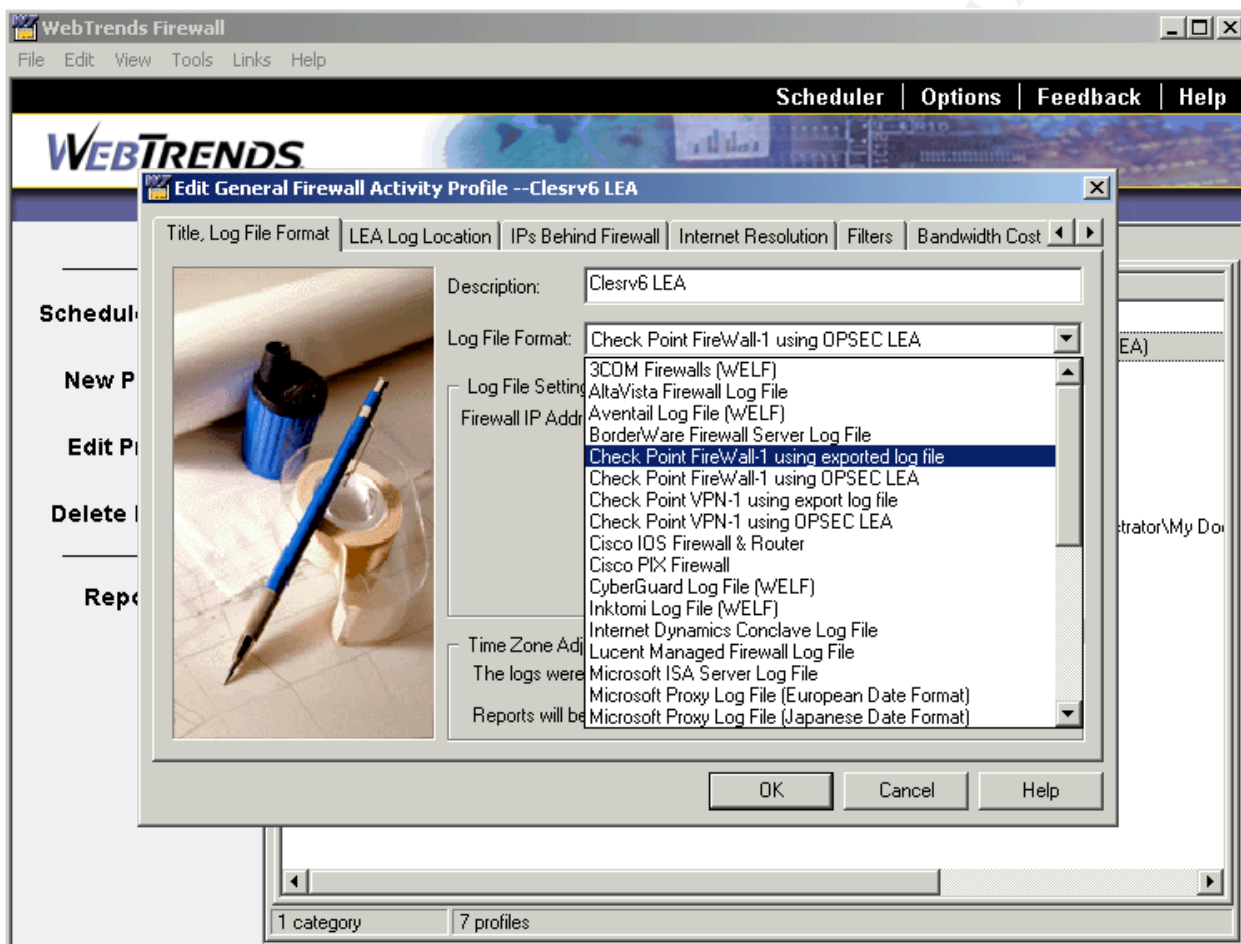 WebTrends Firewall
File Edit View Tools Links Help
Scheduler | Options | Feedback | Help
WEBTRENDS
Edit General Firewall Activity Profile --Clesrv6 LEA
Title, Log File Format
LEA Log Location
IPs Behind Firewall
Internet Resolution
Filters
Bandwidth Cost
Description:
Clesrv6 LEA
Log File Format:
Check Point FireWall-1 using OPSEC LEA
3COM Firewalls (WELF)
AltaVista Firewall Log File
Aventail Log File (WELF)
BorderWare Firewall Server Log File
Check Point FireWall-1 using exported log file
Check Point FireWall-1 using OPSEC LEA
Check Point VPN-1 using export log file
Check Point VPN-1 using OPSEC LEA
Cisco IOS Firewall & Router
Cisco PIX Firewall
CyberGuard Log File (WELF)
Inktomi Log File (WELF)
Internet Dynamics Conclave Log File
Lucent Managed Firewall Log File
Microsoft ISA Server Log File
Microsoft Proxy Log File (European Date Format)
Microsoft Proxy Log File (Japanese Date Format)
Log File Setting
Firewall IP Addr
Time Zone Adj
The logs were
Reports will be
OK
Cancel
Help
Schedul
New P
Edit P
Delete
Repo
EA)
strator\My Do
1 category
7 profiles